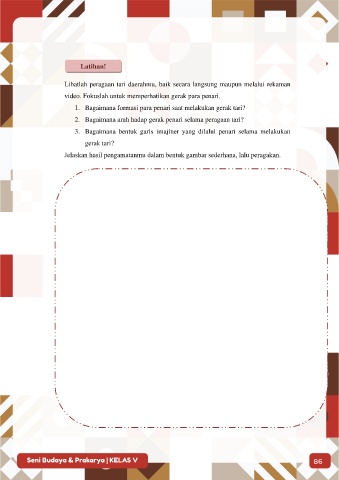 Latihan!
Lihatlah peragaan tari daerahmu, baik secara langsung maupun melalui rekaman
video. Fokuslah untuk memperhatikan gerak para penari.
1. Bagaimana formasi para penari saat melakukan gerak tari?
2. Bagaimana arah hadap gerak penari selama peragaan tari?
3. Bagaimana bentuk garis imajiner yang dilalui penari selama melakukan
gerak tari?
Jelaskan hasil pengamatanmu dalam bentuk gambar sederhana, lalu peragakan.
Seni Budaya & Prakarya | KELAS V
86